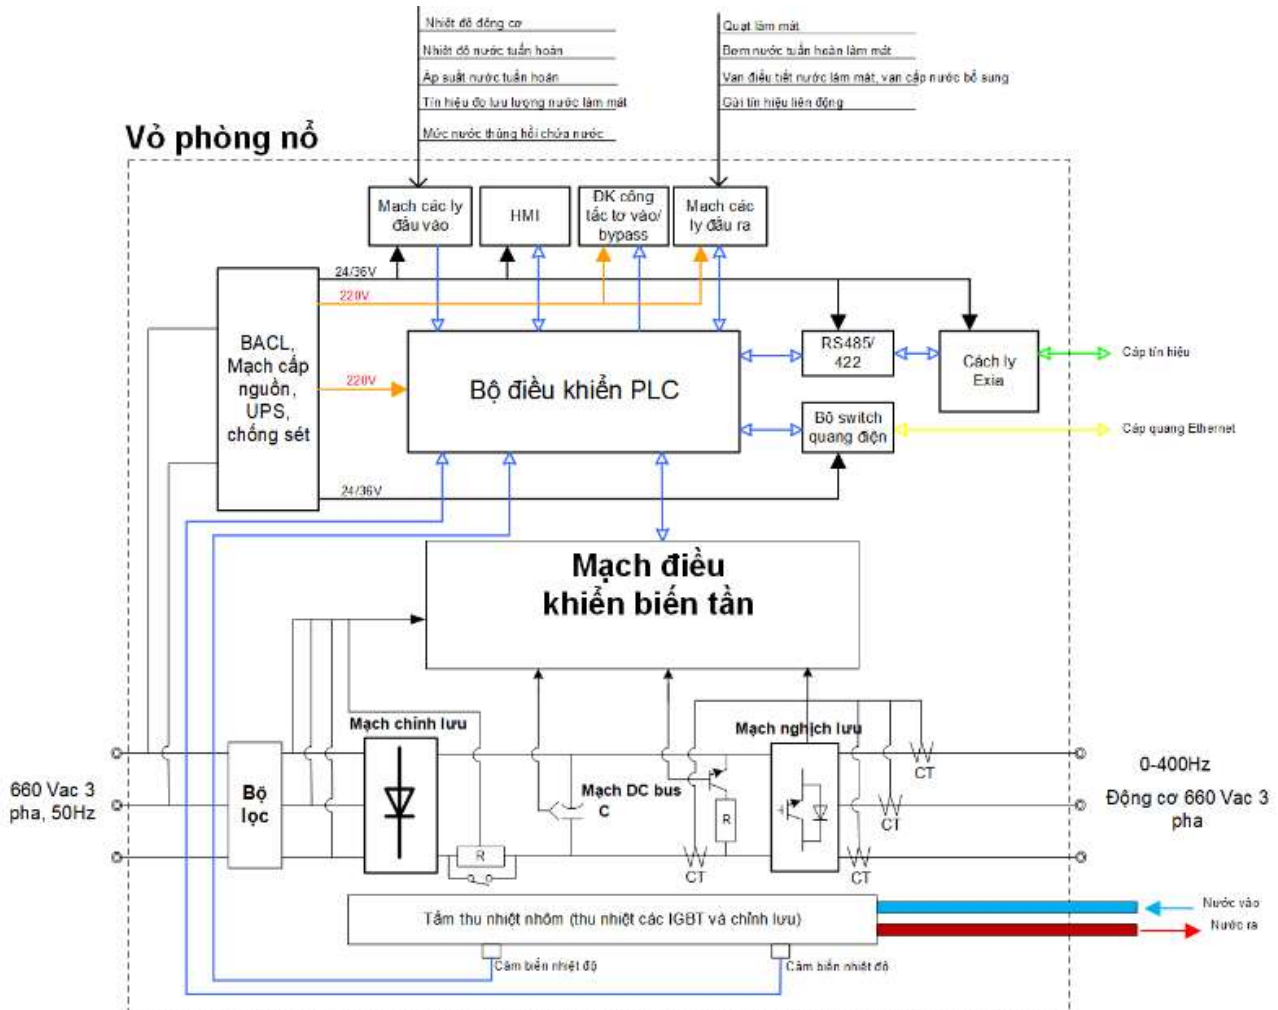 Nhiệt độ động cơ
Nhiệt độ nước tuần hoàn
Áp suất nước tuần hoàn
Tín hiệu đo lưu lượng nước làm mát
Mức nước thùng hồi chứa nước
Quạt làm mát
Bơm nước tuần hoàn làm mát
Van điều tiết nước làm mát, van cấp nước bổ sung
Gửi tín hiệu liên động
Vỏ phòng nổ
Mạch các ly
đầu vào
HMI
ĐK công
tắc tơ vào/
bypass
Mạch các
ly đầu ra
24/36V
220V
BACL,
Mạch cấp
nguồn,
UPS,
chống sét
220V
Bộ điều khiển PLC
RS485/
422
Cách ly
Exia
Cáp tín hiệu
Bộ switch
quang điện
Cáp quang Ethernet
24/36V
Mạch điều
khiển biến tần
Mạch chỉnh lưu
Mạch nghịch lưu
660 Vac 3
pha, 50Hz
Bộ
lọc
Mạch DC bus
C
R
R
CT
CT
CT
CT
0-400Hz
Động cơ 660 Vac 3
pha
Tấm thu nhiệt nhôm (thu nhiệt các IGBT và chỉnh lưu)
Nước vào
Nước ra
Cảm biến nhiệt độ
Cảm biến nhiệt độ